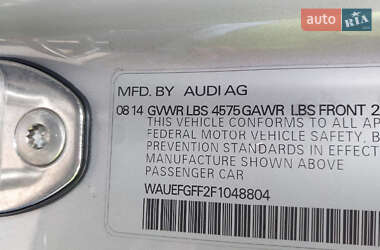 auto RIA
MFD. BY AUDI AG
08 14 GVWR LBS 4575 GAWR LBS FRONT 2
THIS VEHICLE CONFORMS TO ALL AP
FEDERAL MOTOR VEHICLE SAFETY, B
PREVENTION STANDARDS IN EFFECT
MANUFACTURE SHOWN ABOVE
PASSENGER CAR
WAUEFGFF2F1048804